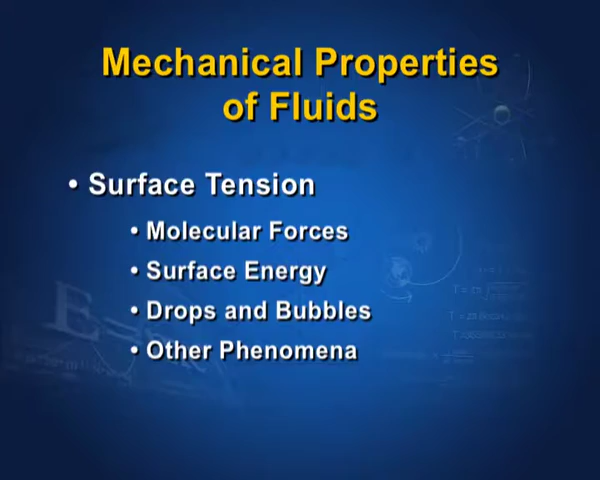 Mechanical Properties
of Fluids
• Surface Tension
• Molecular Forces
• Surface Energy
• Drops and Bubbles
• Other Phenomena